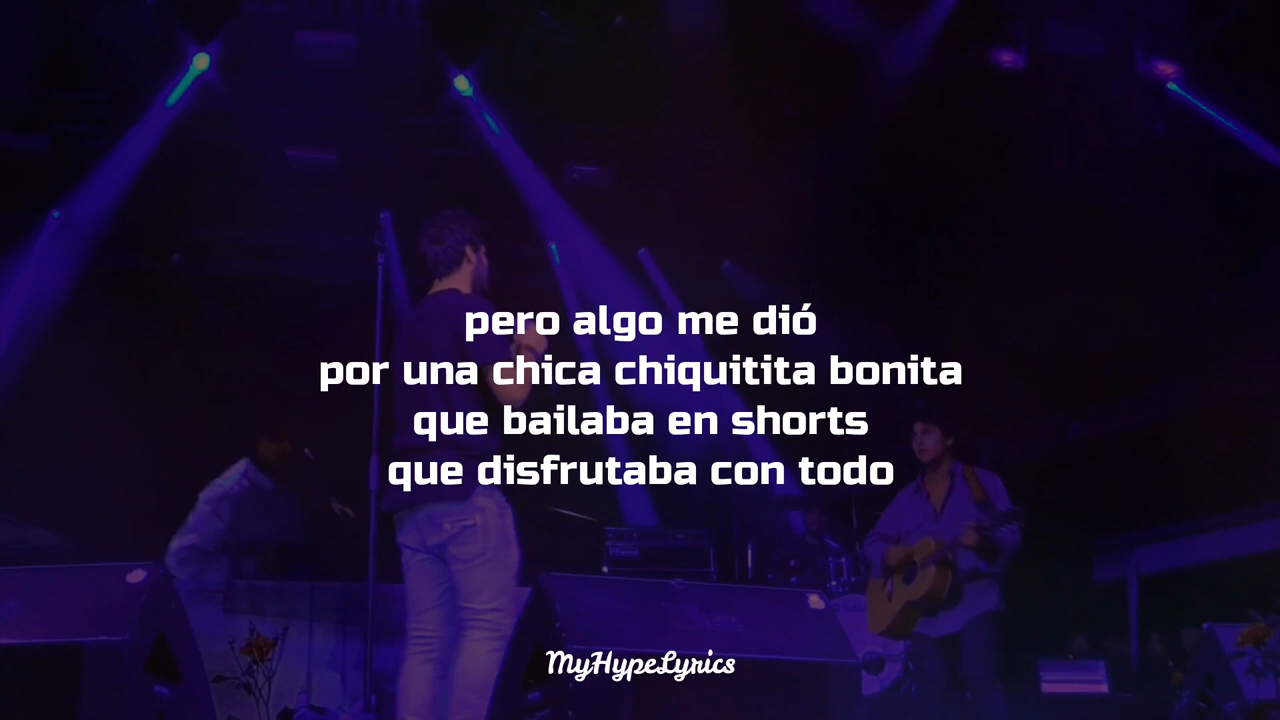 pero algo me dió
por una chica chiquitita bonita
que bailaba en shorts
que disfrutaba con todo
MyHypeLyrics